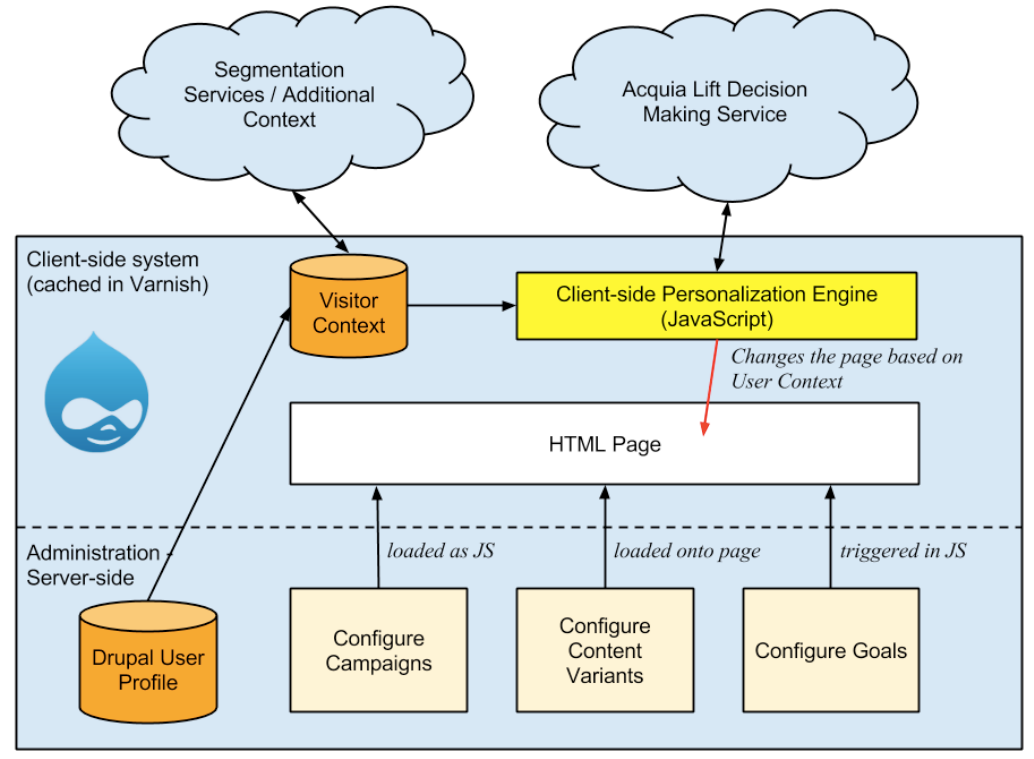 Segmentation
Services / Additional
Context
Acquia Lift Decision
Making Service
Client-side system
(cached in Varnish)
Visitor
Context
Client-side Personalization Engine
(JavaScript)
Changes the page based on
User Context
HTML Page
Administration -
Server-side
loaded as JS
loaded onto page
triggered in JS
Drupal User
Profile
Configure
Campaigns
Configure
Content
Variants
Configure Goals